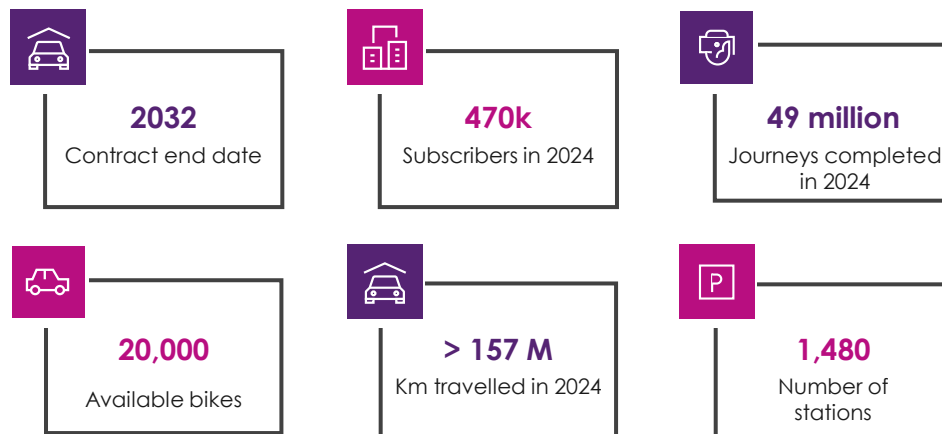 2032
Contract end date
470k
Subscribers in 2024
49 million
Journeys completed
in 2024
20,000
Available bikes
> 157 M
Km travelled in 2024
P
1,480
Number of
stations